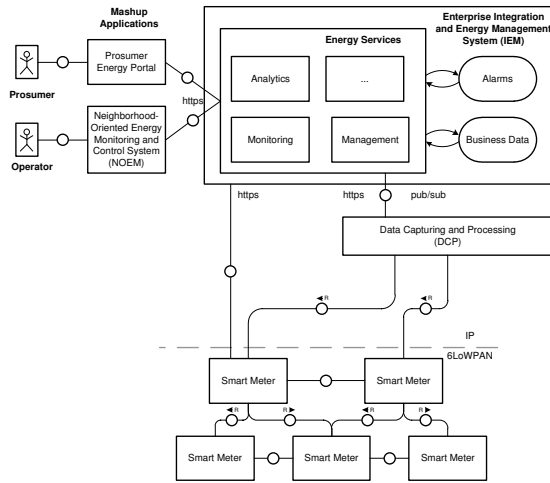 Mashup
Applications
Enterprise Integration
and Energy Management
System (IEM)
Energy Services
Prosumer
Energy Portal
Prosumer
https
Analytics
...
Alarms
Neighborhood-
Oriented Energy
Monitoring and
Control System
(NOEM)
Operator
Monitoring
Management
Business Data
https
https
pub/sub
Data Capturing and Processing
(DCP)
R
R
IP
6LoWPAN
Smart Meter
Smart Meter
R
R
R
R
Smart Meter
Smart Meter
Smart Meter